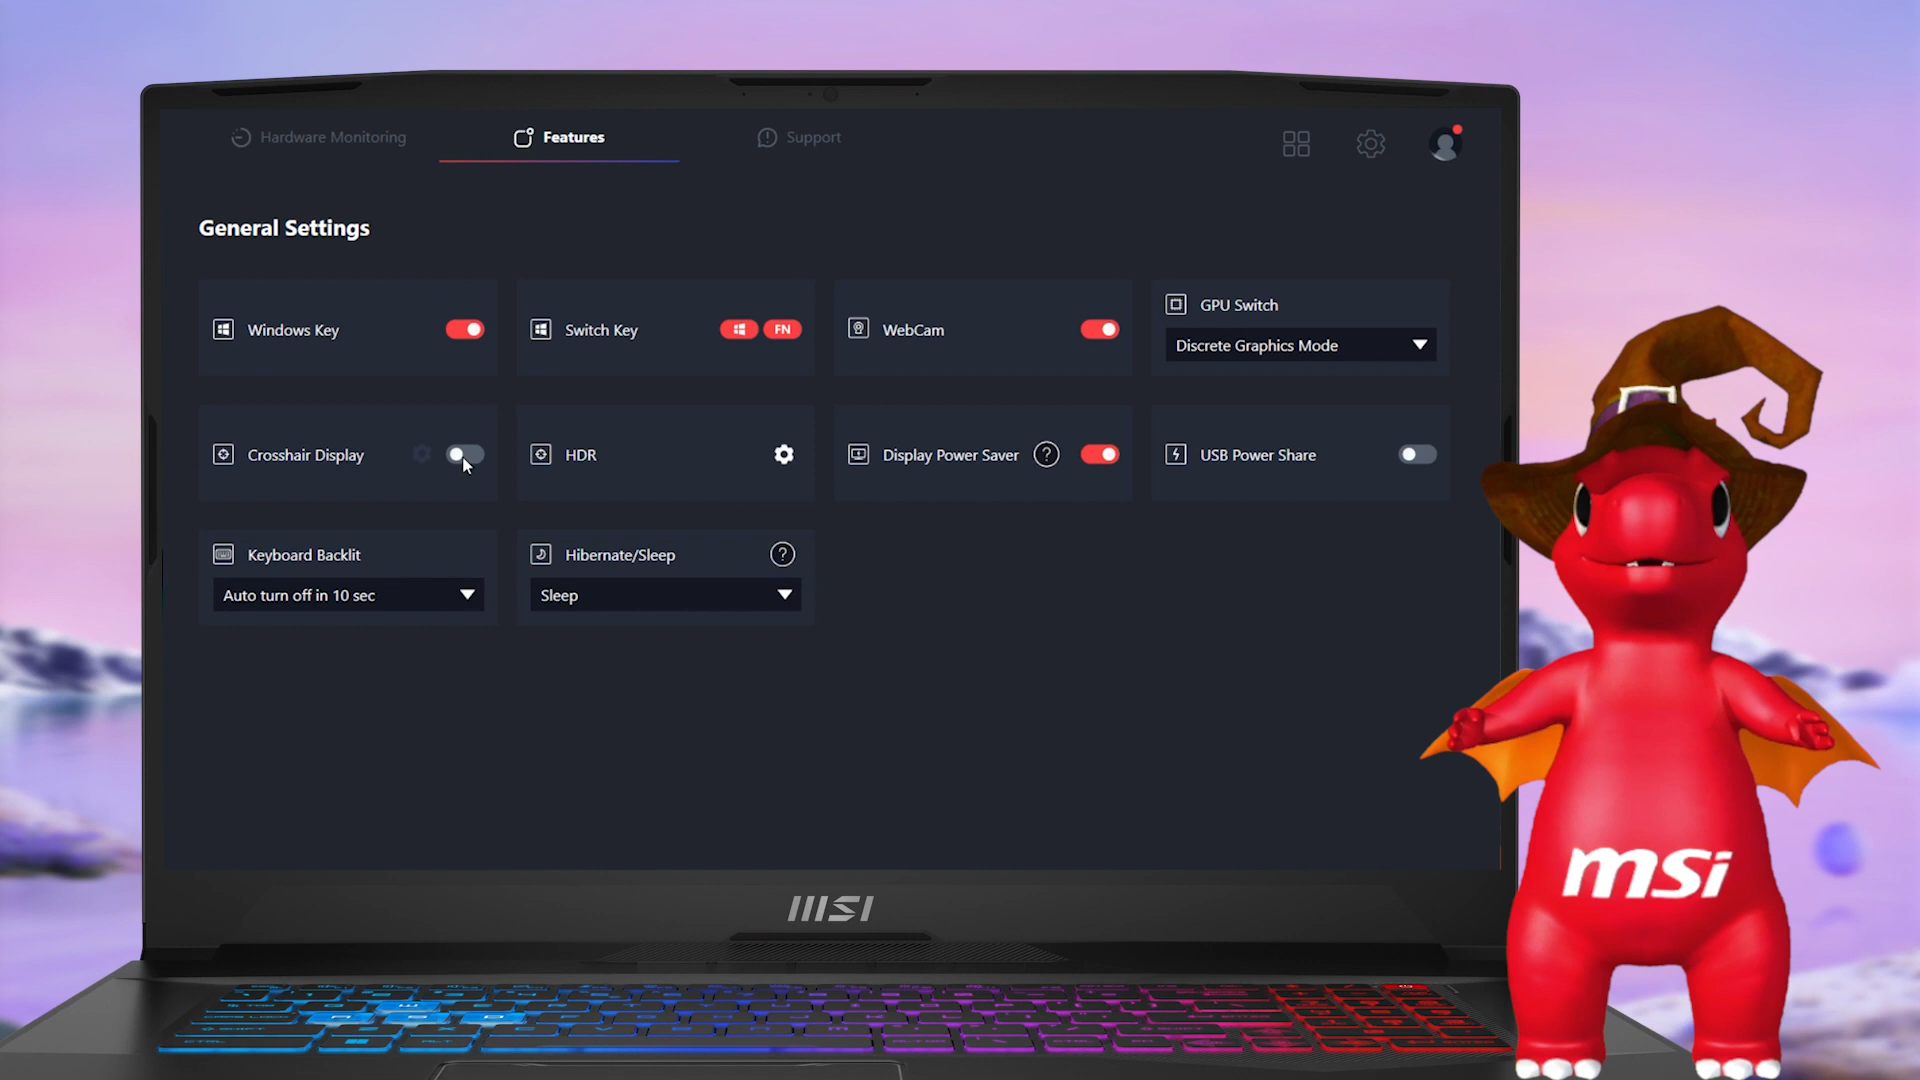 Hardware Monitoring
Features
Support
General Settings
Windows Key
Switch Key
FN
WebCam
GPU Switch
Discrete Graphics Mode
Crosshair Display
HDR
Display Power Saver
?
USB Power Share
Keyboard Backlit
Auto turn off in 10 sec
Hibernate/Sleep
?
Sleep
msi
msi